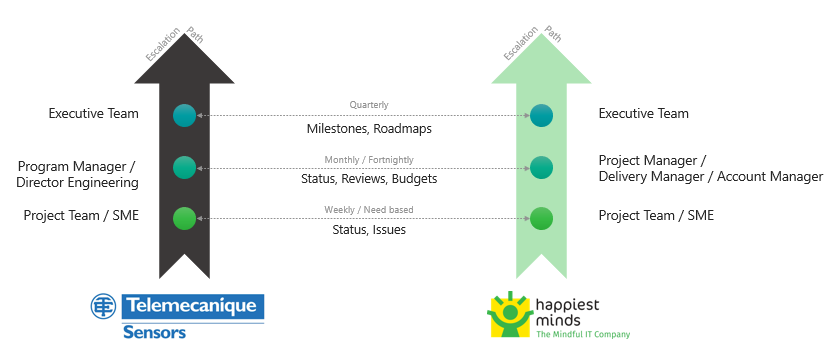 Escalation Path
Escalation Path
Quarterly
Executive Team
Executive Team
Milestones, Roadmaps
Monthly / Fortnightly
Program Manager /
Director Engineering
Project Manager /
Delivery Manager / Account Manager
Status, Reviews, Budgets
Weekly / Need based
Project Team / SME
Project Team / SME
Status, Issues
Telemecanique
Sensors
happiest
minds
The Mindful IT Company